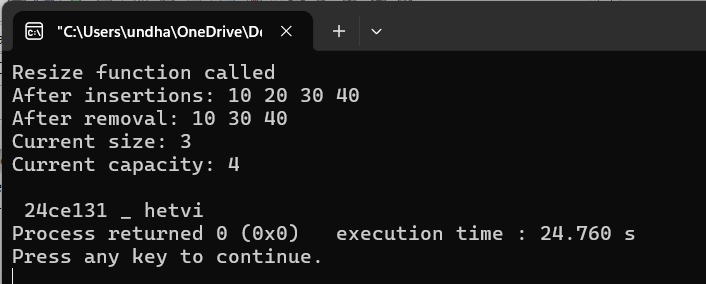 "C:\Users\undha\OneDrive\De
Resize function called
After insertions: 10 20 30 40
After removal: 10 30 40
Current size: 3
Current capacity: 4
24ce131 _ hetvi
Process returned 0 (0x0)   execution time : 24.760 s
Press any key to continue.